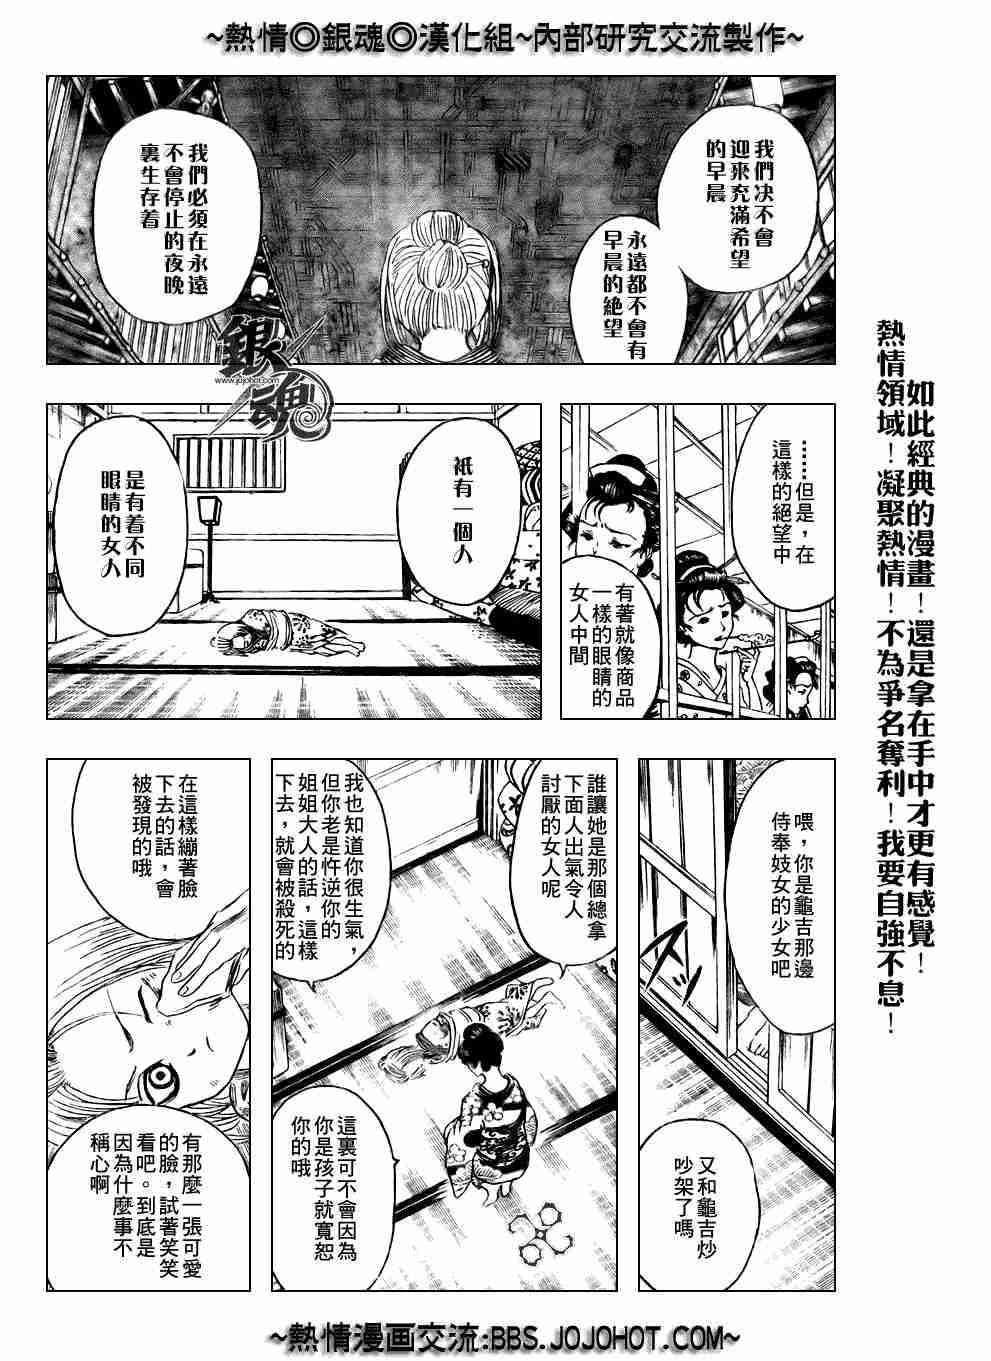 ~熱情◎銀魂◎漢化組~內部研究交流製作~
我們決不會
迎來充滿希望
的早晨
永遠都不會有
早晨的絕望
我們必須在永遠
不會停止的夜晚
裏生存着
銀魂
www.jojohot.com
如此經典的漫畫！還是拿在手中才更有感覺！
熱情領域！凝聚熱情！不為爭名奪利！我要自強不息！
……但是，在
這樣的絕望中
有著就像商品
一樣的眼睛的
女人中間
祇有一個人
是有着不同
眼睛的女人
喂，你是龜吉那邊
侍奉妓女的少女吧
又和龜吉炒
吵架了嗎
誰讓她是那個總拿
下面人出氣令人
討厭的女人呢
我也知道你很生氣，
但你老是忤逆你的
姐姐大人的話，這樣
下去，就會被殺死的
這裏可不會因為
你是孩子就寬恕
你的哦
在這樣繃著臉
下去的話，會
被發現的哦
有那麼一張可愛
的臉，試著笑笑
看吧。到底是
因為什麼事不
稱心啊
~熱情漫画交流:BBS.JOJOHOT.COM~